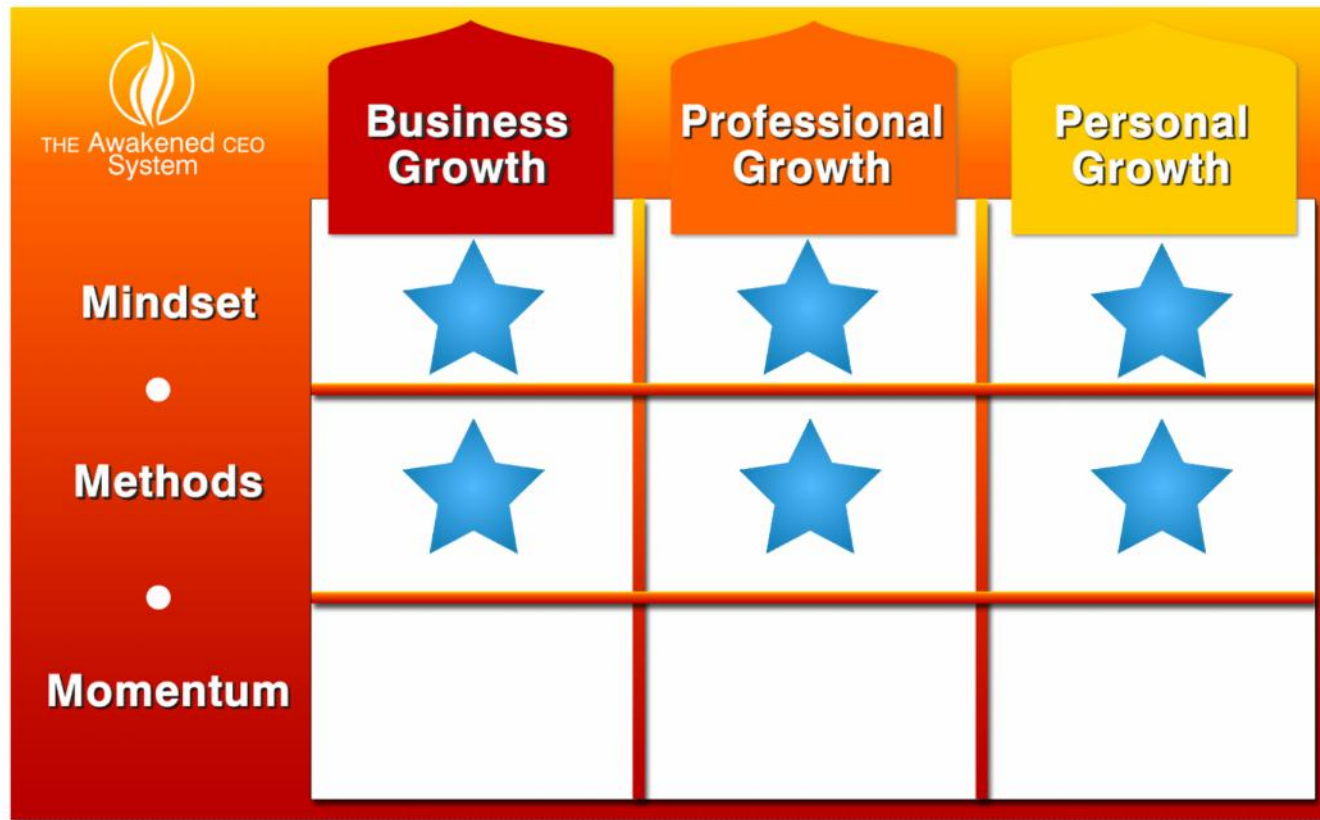 THE Awakened CEO
System
Business
Growth
Professional
Growth
Personal
Growth
Mindset
Methods
Momentum